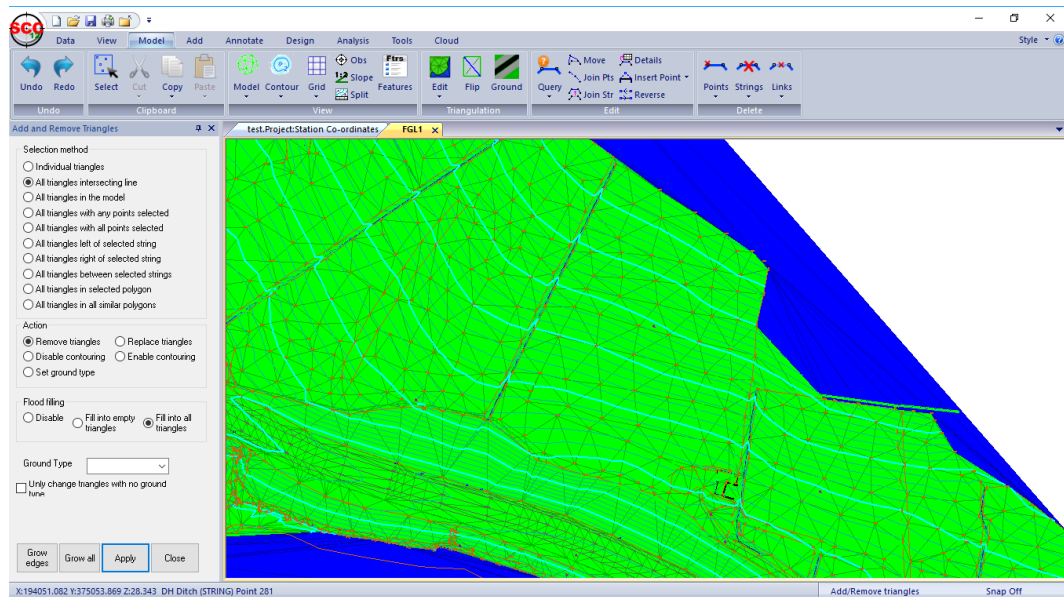 SCC
12
Data View Model Add Annotate Design Analysis Tools Cloud Style
Undo Redo Select Cut Copy Paste Model Contour Grid Obs Slope Split Ftrs Features Edit Flip Ground Query Move Join Pts Join Str Details Insert Point Reverse Points Strings Links
1:2
Undo Clipboard View Triangulation Edit Delete
Add and Remove Triangles
test.Project:Station Co-ordinates FGL1
Selection method
Individual triangles
All triangles intersecting line
All triangles in the model
All triangles with any points selected
All triangles with all points selected
All triangles left of selected string
All triangles right of selected string
All triangles between selected strings
All triangles in selected polygon
All triangles in all similar polygons
Action
Remove triangles Replace triangles
Disable contouring Enable contouring
Set ground type
Flood filling
Disable Fill into empty triangles Fill into all triangles
Ground Type
Only change triangles with no ground
type
Grow edges Grow all Apply Close
X:194051.082 Y:375053.869 Z:28.343 DH Ditch (STRING) Point 281 Add/Remove triangles Snap Off